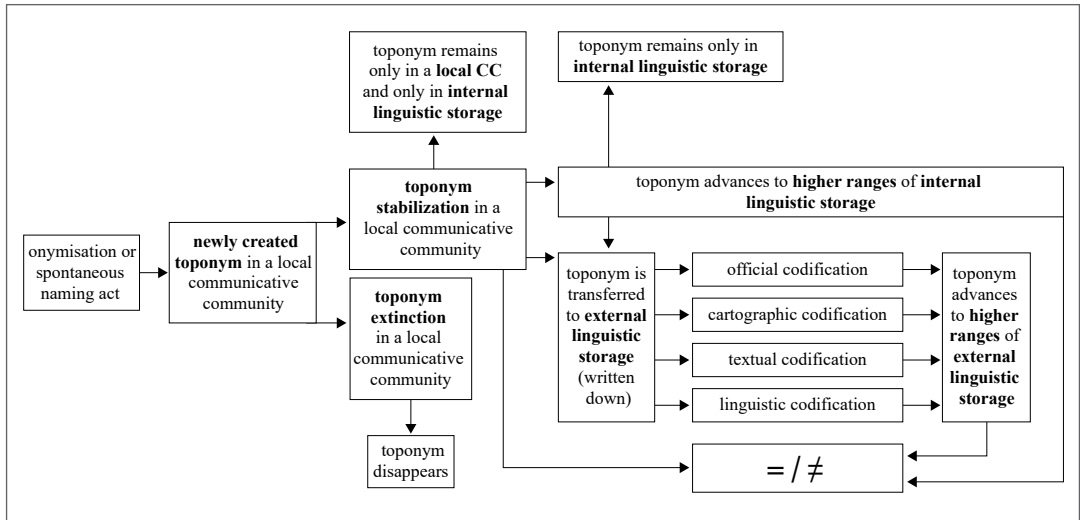 onymisation or
spontaneous
naming act
newly created
toponym in a local
communicative
community
toponym remains
only in a local CC
and only in internal
linguistic storage
toponym
stabilization in a
local communicative
community
toponym
extinction
in a local
communicative
community
toponym
disappears
toponym remains only in
internal linguistic storage
toponym advances to higher ranges of internal
linguistic storage
toponym is
transferred
to external
linguistic
storage
(written
down)
official codification
cartographic codification
textual codification
linguistic codification
toponym
advances
to higher
ranges of
external
linguistic
storage
= / ≠